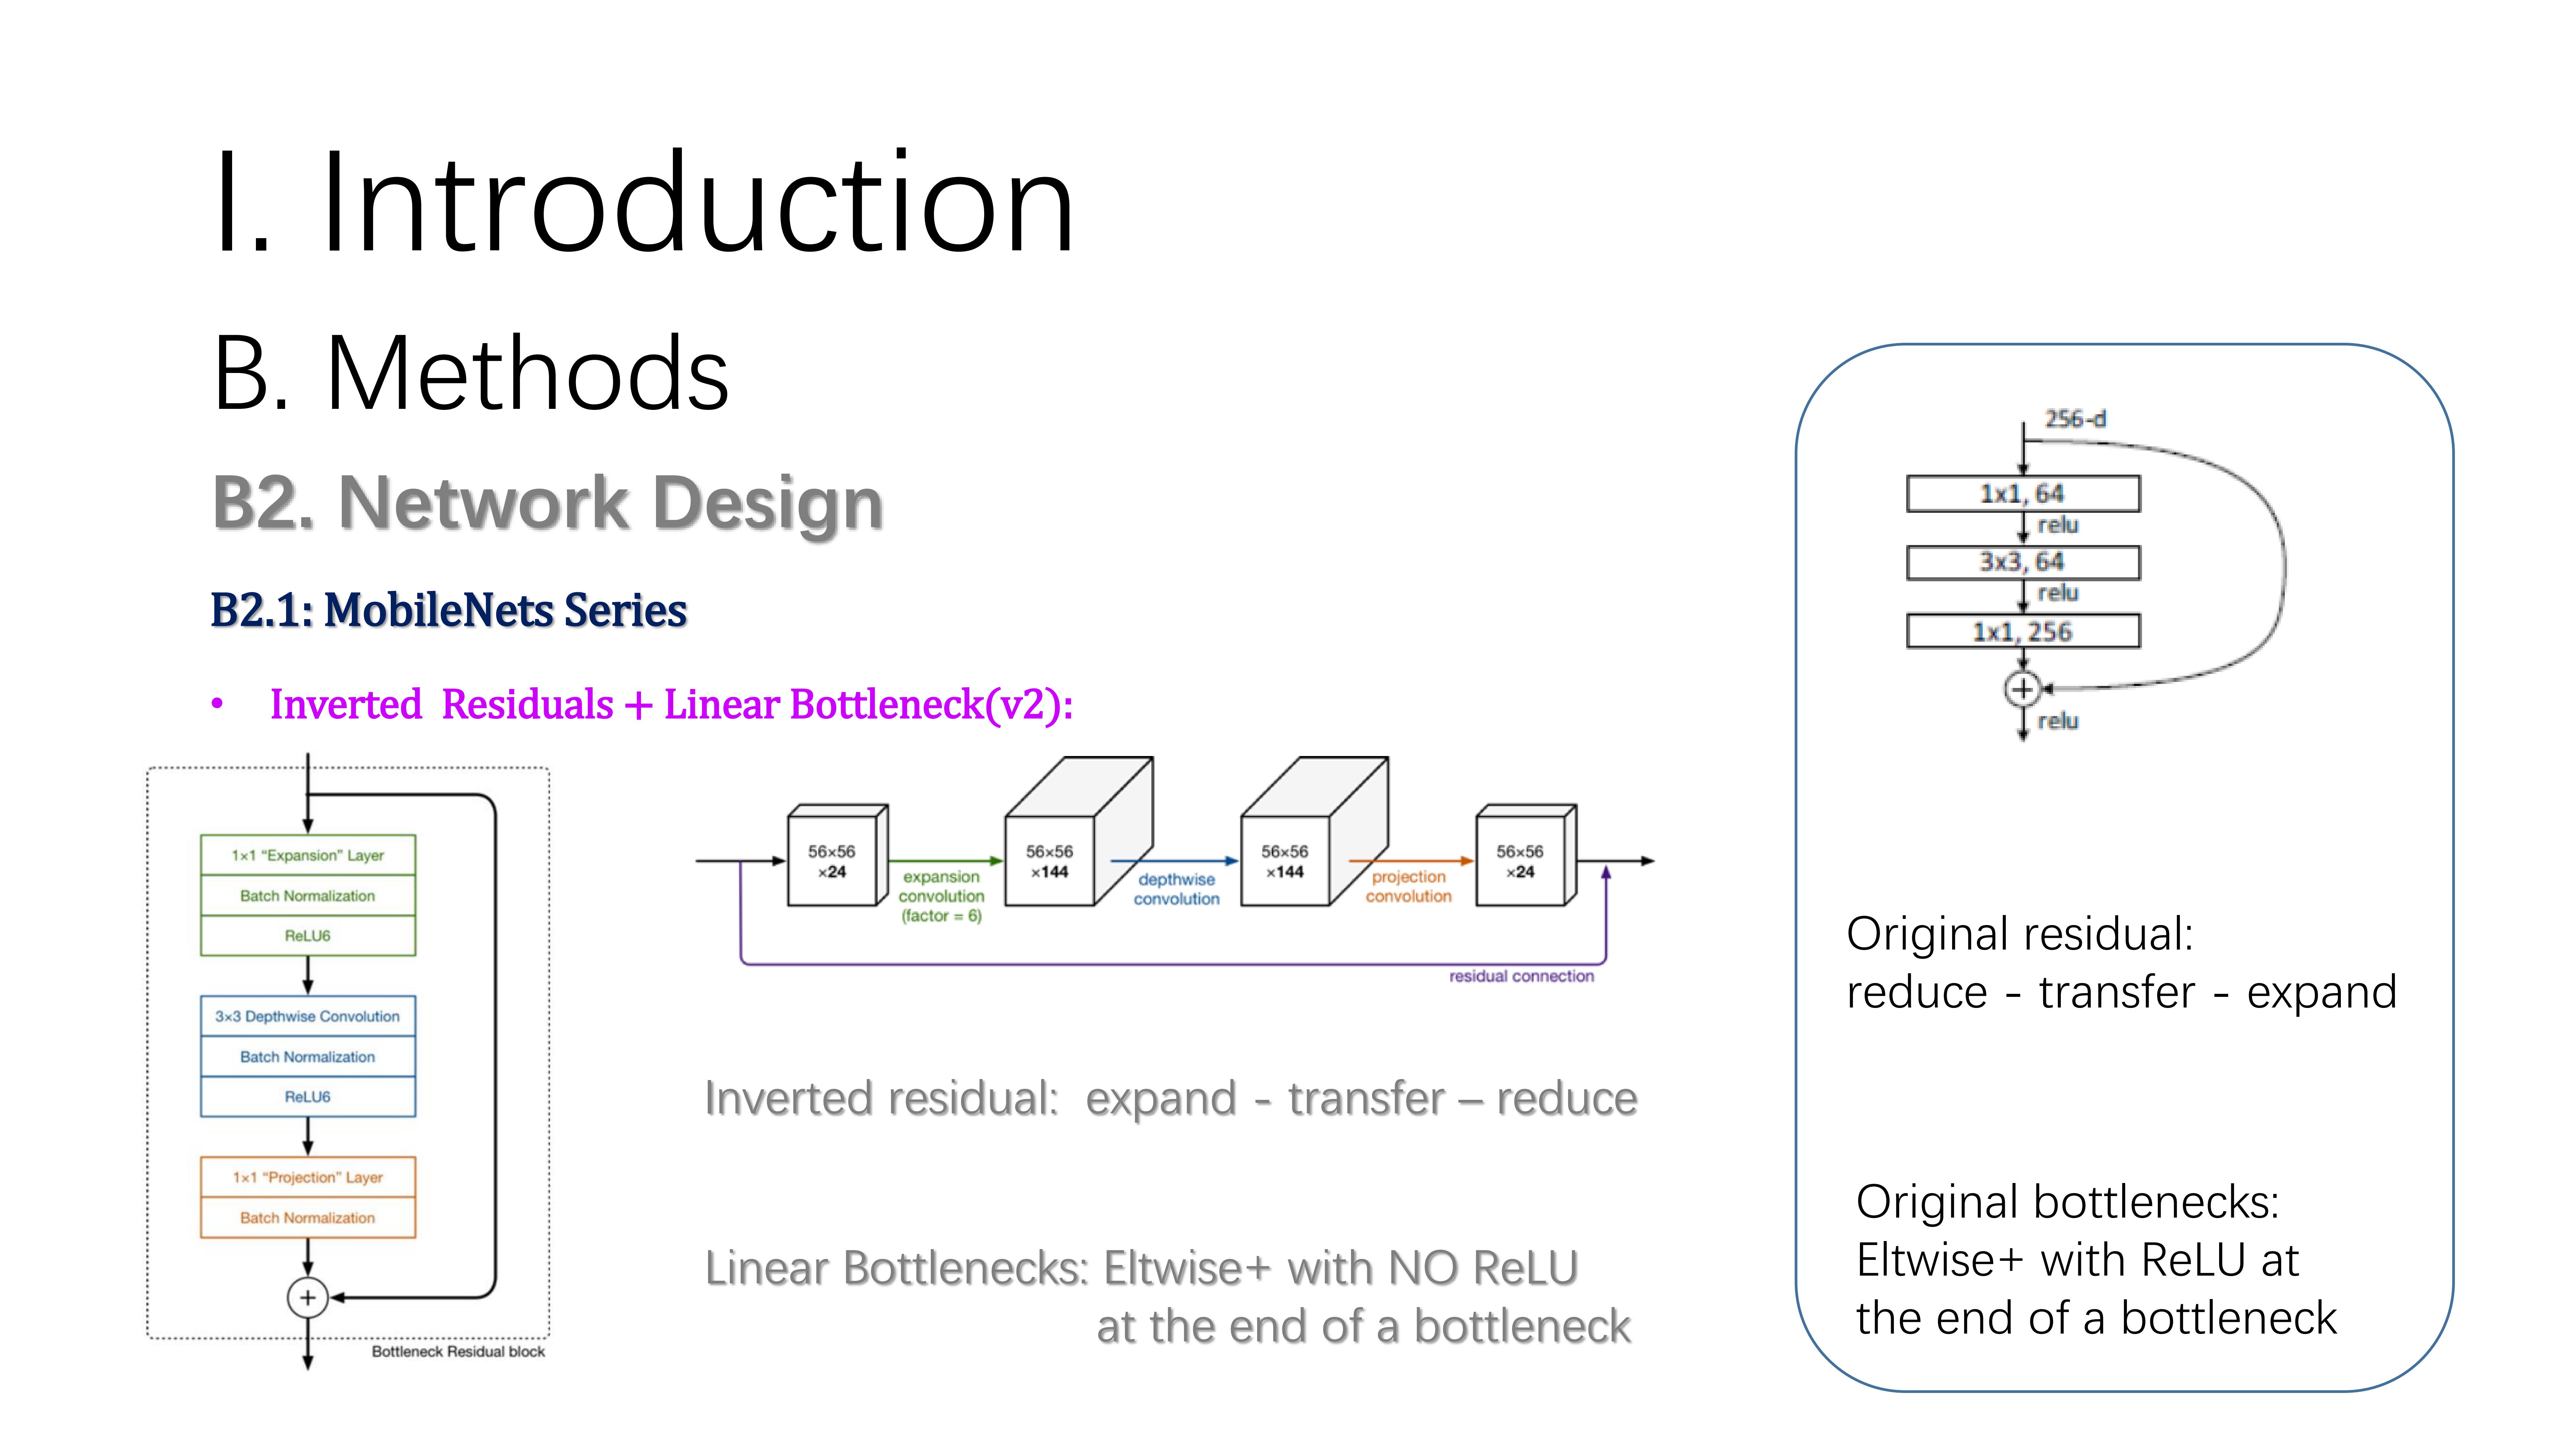 I. Introduction
B. Methods
B2. Network Design
B2.1: MobileNets Series
• Inverted  Residuals + Linear Bottleneck(v2):
1×1 “Expansion” Layer
Batch Normalization
ReLU6
3×3 Depthwise Convolution
Batch Normalization
ReLU6
1×1 “Projection” Layer
Batch Normalization
+
Bottleneck Residual block
56×56
×24
expansion
convolution
(factor = 6)
56×56
×144
depthwise
convolution
56×56
×144
projection
convolution
56×56
×24
residual connection
Inverted residual:  expand - transfer – reduce
Linear Bottlenecks: Eltwise+ with NO ReLU
at the end of a bottleneck
256-d
1x1, 64
relu
3x3, 64
relu
1x1, 256
+
relu
Original residual:
reduce - transfer - expand
Original bottlenecks:
Eltwise+ with ReLU at
the end of a bottleneck